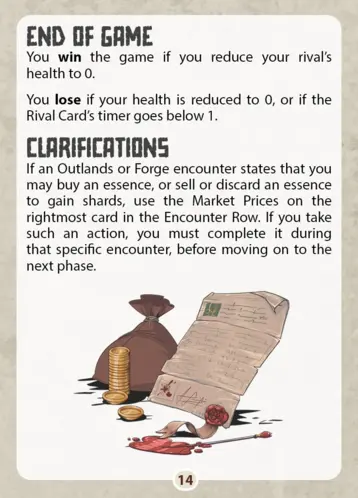 END OF GAME
You win the game if you reduce your rival's
health to 0.
You lose if your health is reduced to 0, or if the
Rival Card's timer goes below 1.
CLARIFICATIONS
If an Outlands or Forge encounter states that you
may buy an essence, or sell or discard an essence
to gain shards, use the Market Prices on the
rightmost card in the Encounter Row. If you take
such an action, you must complete it during
that specific encounter, before moving on to the
next phase.
14